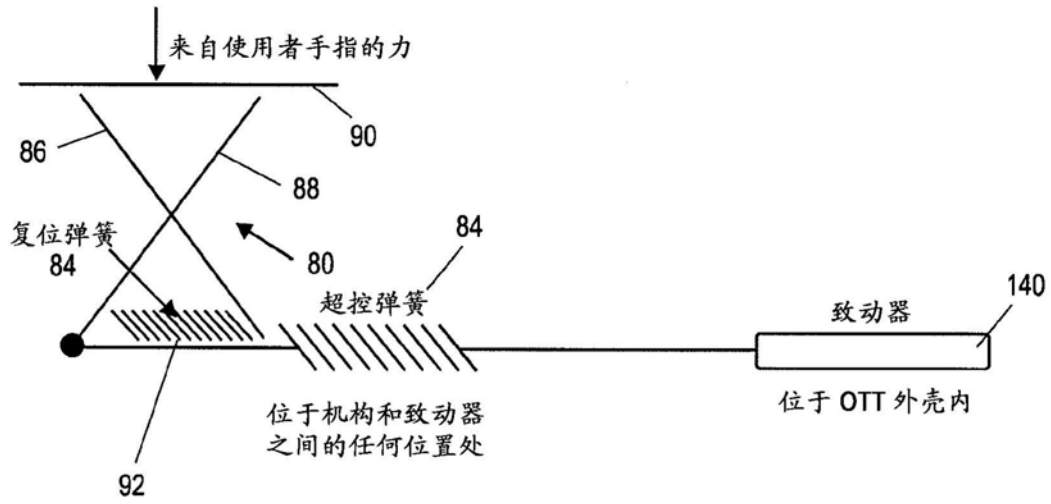 来自使用者手指的力
90
86
88
复位弹簧
84
80
84
超控弹簧
致动器
140
位于机构和致动器
之间的任何位置处
位于 OTT 外壳内
92